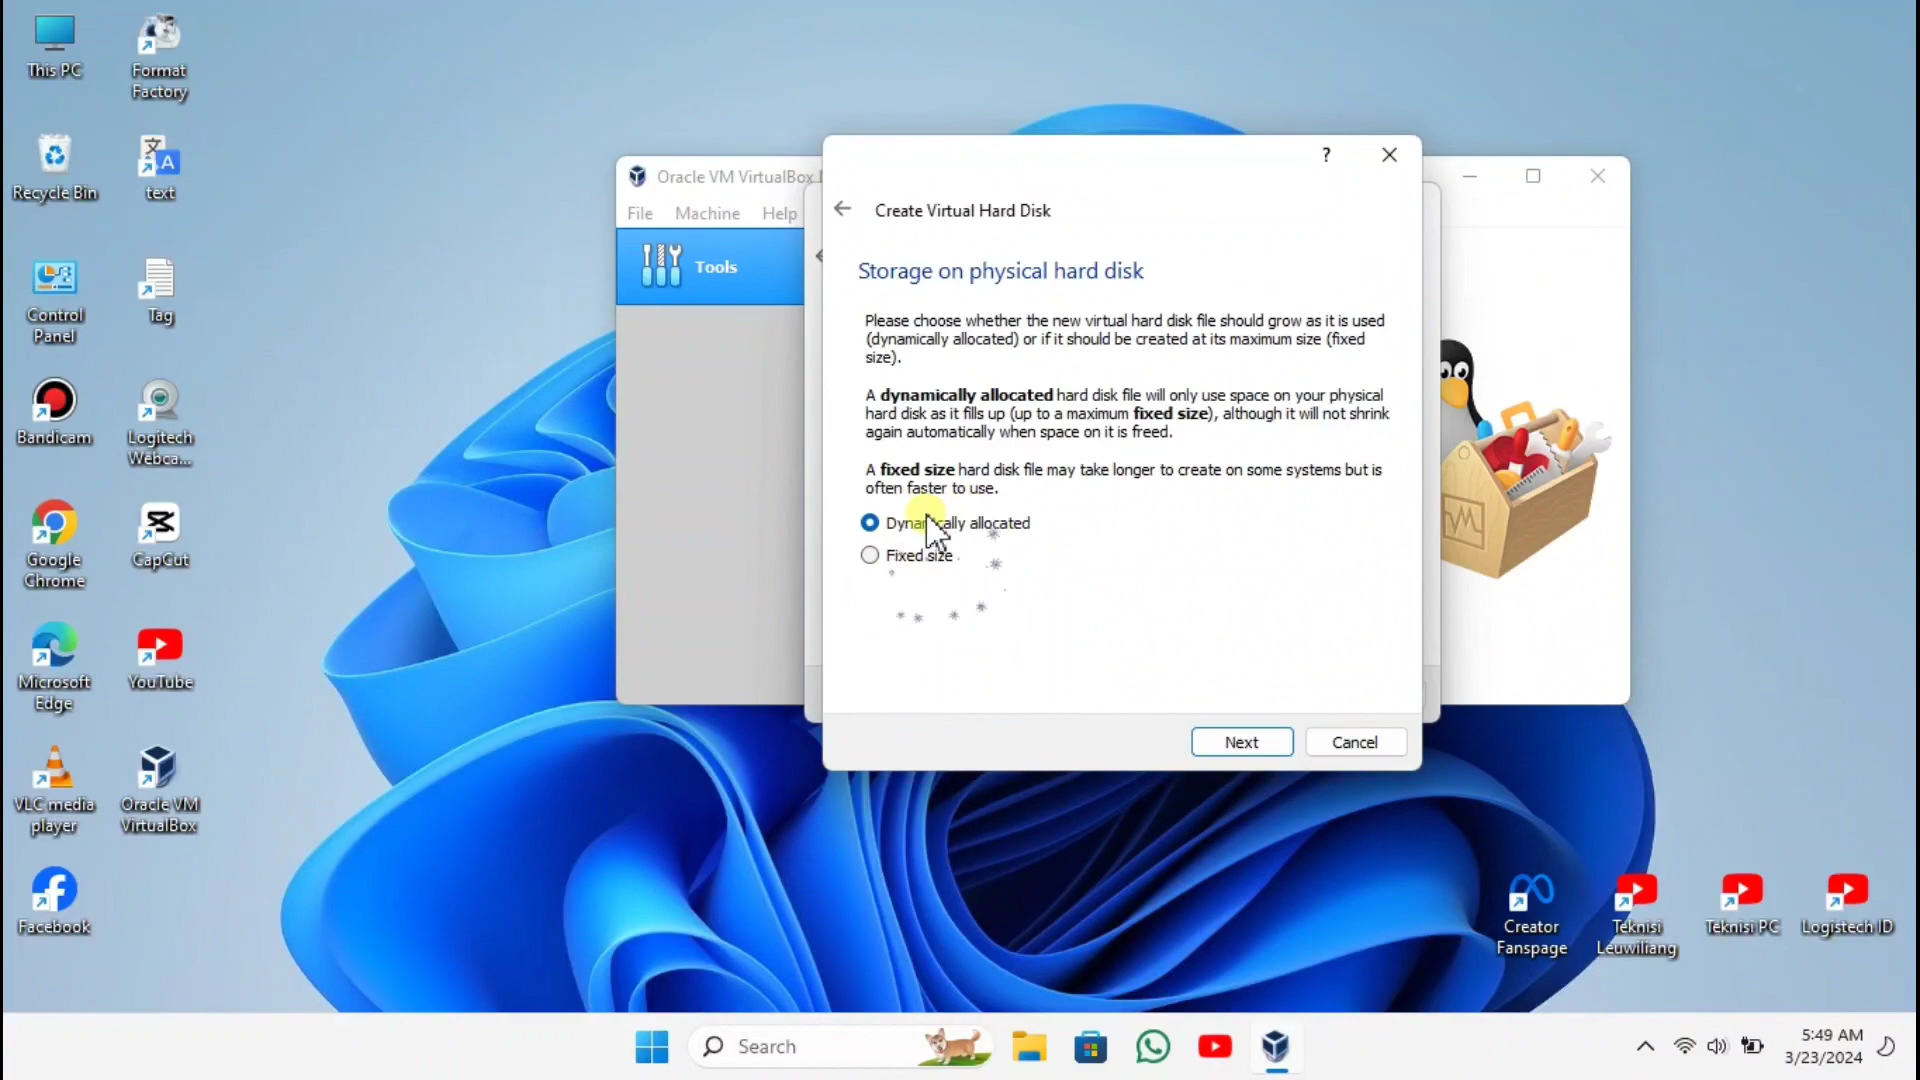 This PC
Format
Factory
Recycle Bin
text
Control
Panel
Tag
Bandicam
Logitech
Webca...
Google
Chrome
CapCut
Microsoft
Edge
YouTube
VLC media
player
Oracle VM
VirtualBox
Facebook
Oracle VM VirtualBox
File Machine Help
Tools
?
Create Virtual Hard Disk
Storage on physical hard disk
Please choose whether the new virtual hard disk file should grow as it is used
(dynamically allocated) or if it should be created at its maximum size (fixed
size).
A dynamically allocated hard disk file will only use space on your physical
hard disk as it fills up (up to a maximum fixed size), although it will not shrink
again automatically when space on it is freed.
A fixed size hard disk file may take longer to create on some systems but is
often faster to use.
Dynamically allocated
Fixed size
Next
Cancel
Creator
Fanspage
Teknisi
Leuwiliang
Teknisi PC
Logistech ID
Search
5:49 AM
3/23/2024